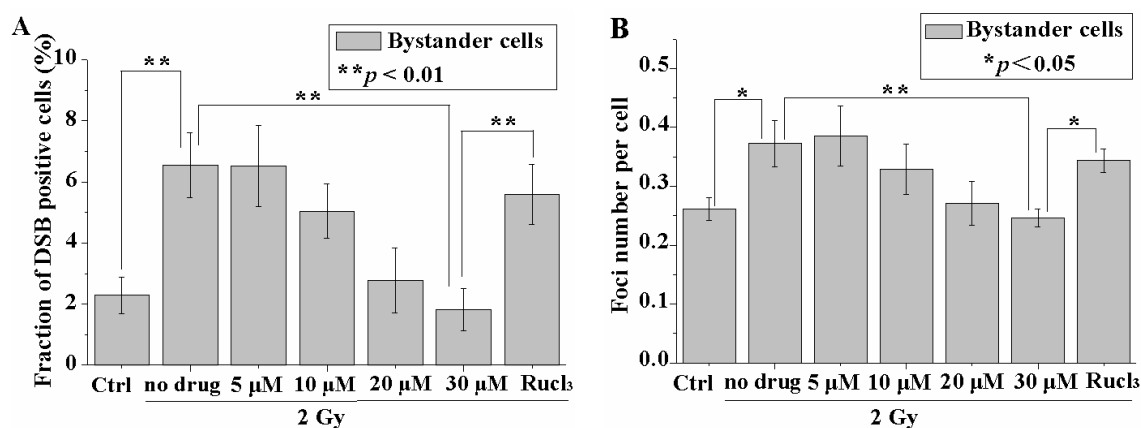 A
Bystander cells
**p < 0.01
Fraction of DSB positive cells (%)
10
8
6
4
2
0
**
**
**
Ctrl no drug 5 μM 10 μM 20 μM 30 μM Rucl₃
2 Gy
B
Bystander cells
*p<0.05
Foci number per cell
0.5
0.4
0.3
0.2
0.1
0.0
*
**
*
Ctrl no drug 5 μM 10 μM 20 μM 30 μM Rucl₃
2 Gy